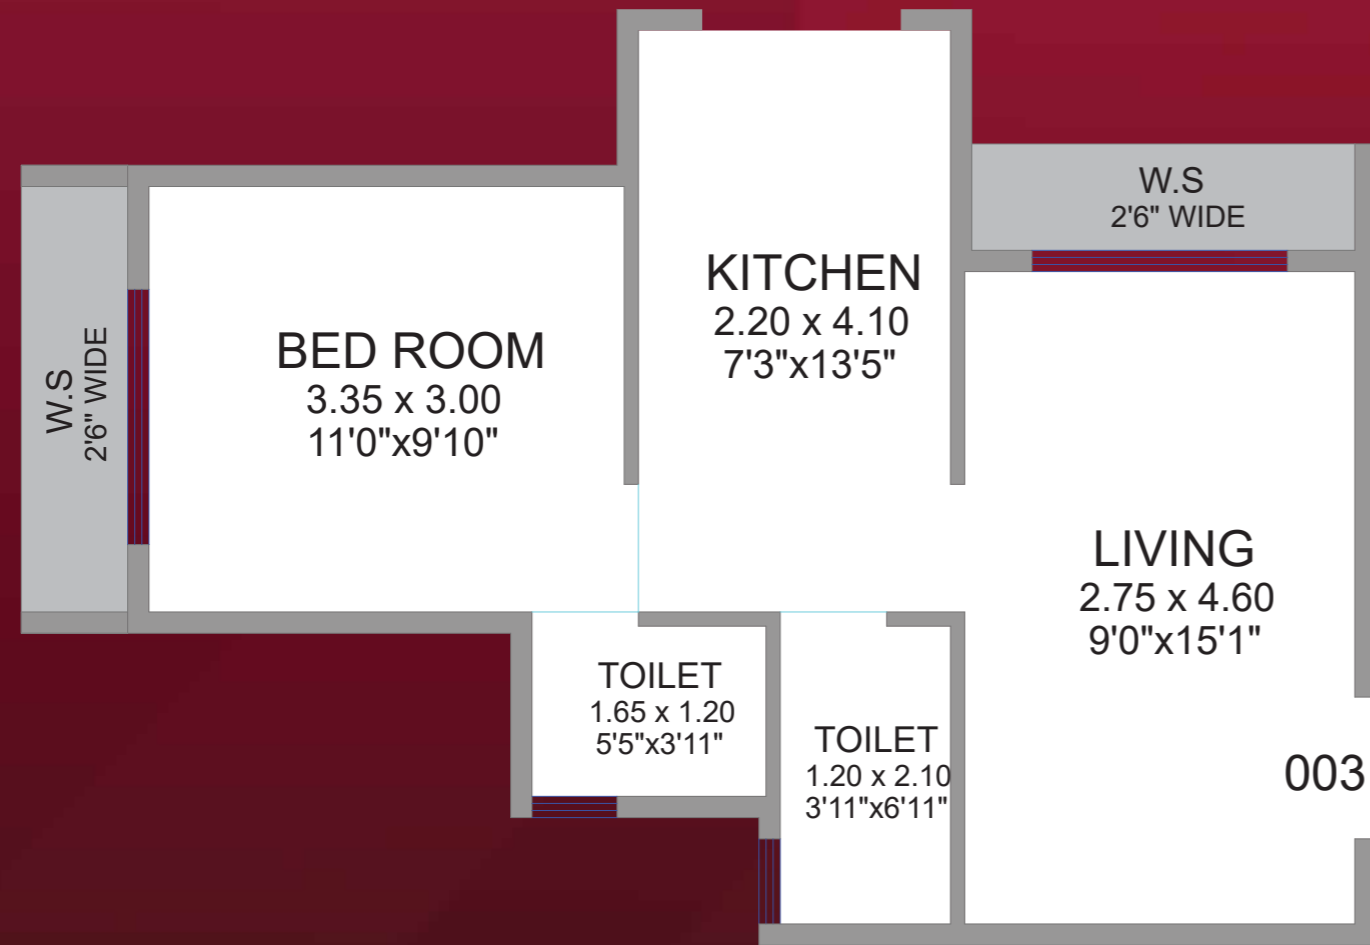 W.S
2'6" WIDE
KITCHEN
2.20 x 4.10
7'3"x13'5"
BED ROOM
3.35 x 3.00
11'0"x9'10"
W.S
2'6" WIDE
LIVING
2.75 x 4.60
9'0"x15'1"
TOILET
1.65 x 1.20
5'5"x3'11"
TOILET
1.20 x 2.10
3'11"x6'11"
003